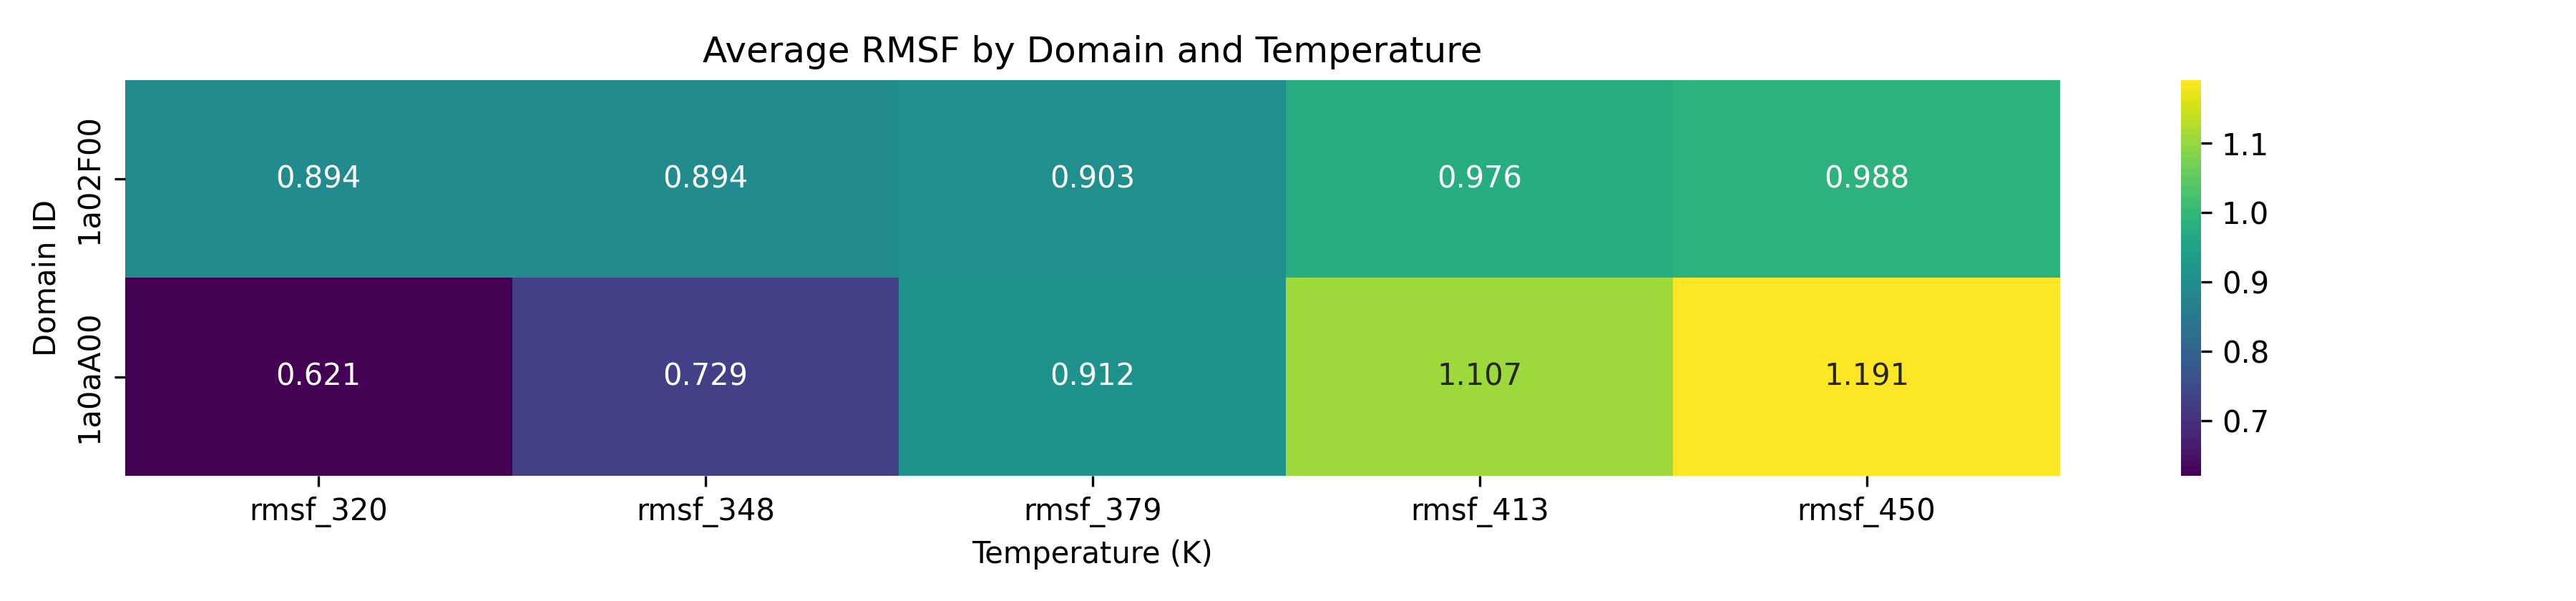 Average RMSF by Domain and Temperature
Domain ID
1a02F00
0.894 0.894 0.903 0.976 0.988
1a0aA00
0.621 0.729 0.912 1.107 1.191
rmsf_320 rmsf_348 rmsf_379 rmsf_413 rmsf_450
Temperature (K)
1.1
1.0
0.9
0.8
0.7